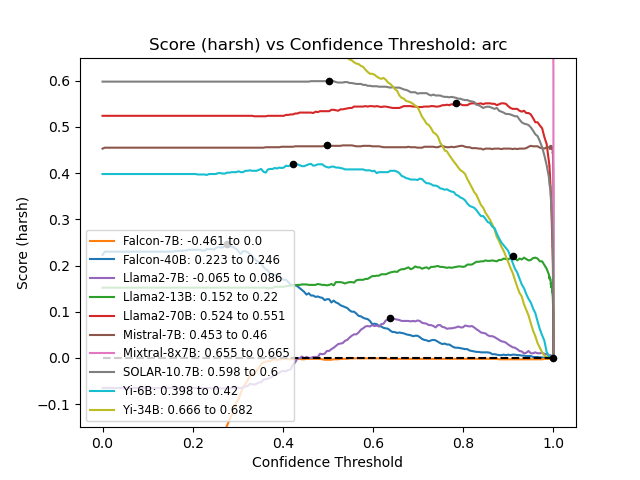 Score (harsh) vs Confidence Threshold: arc
Score (harsh)
0.6
0.5
0.4
0.3
0.2
0.1
0.0
−0.1
Falcon-7B: -0.461 to 0.0
Falcon-40B: 0.223 to 0.246
Llama2-7B: -0.065 to 0.086
Llama2-13B: 0.152 to 0.22
Llama2-70B: 0.524 to 0.551
Mistral-7B: 0.453 to 0.46
Mixtral-8x7B: 0.655 to 0.665
SOLAR-10.7B: 0.598 to 0.6
Yi-6B: 0.398 to 0.42
Yi-34B: 0.666 to 0.682
0.0 0.2 0.4 0.6 0.8 1.0
Confidence Threshold